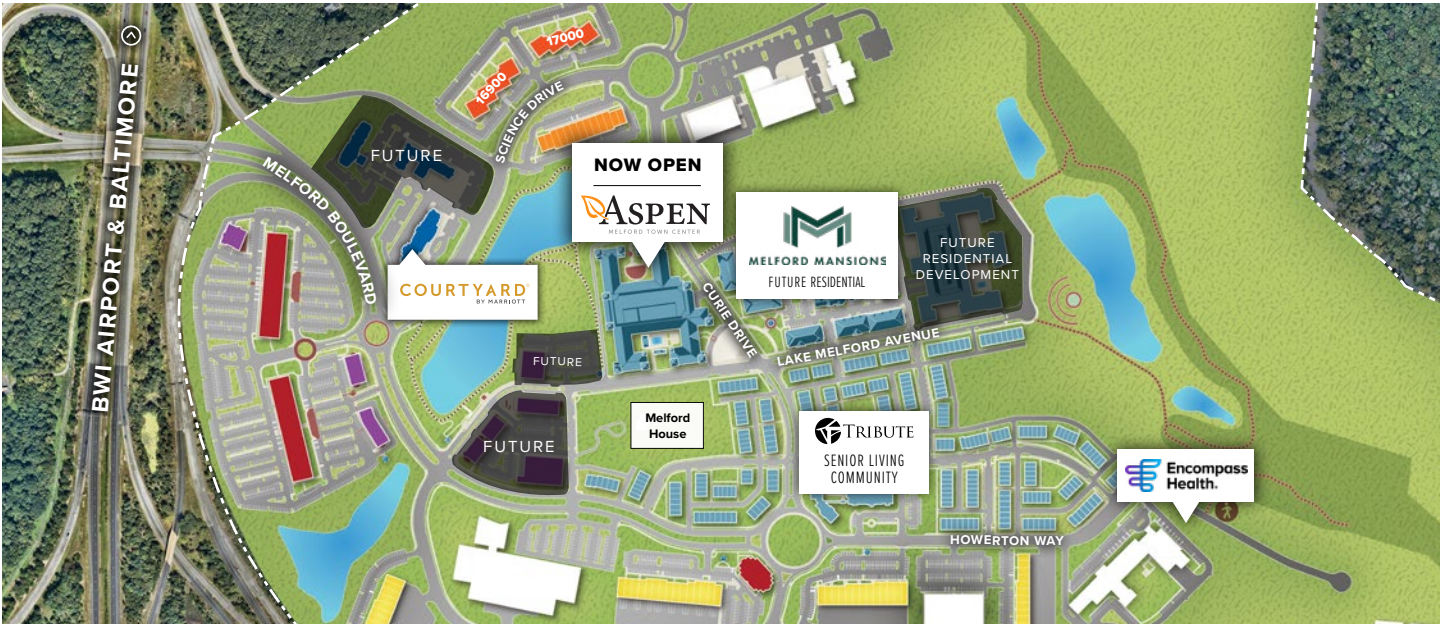 BWI AIRPORT & BALTIMORE
17000
16900
SCIENCE DRIVE
FUTURE
MELFORD BOULEVARD
NOW OPEN
ASPEN
MELFORD TOWN CENTER
COURTYARD
BY MARRIOTT
MELFORD MANSIONS
FUTURE RESIDENTIAL
FUTURE
RESIDENTIAL
DEVELOPMENT
CURIE DRIVE
LAKE MELFORD AVENUE
FUTURE
FUTURE
Melford
House
TRIBUTE
SENIOR LIVING
COMMUNITY
Encompass
Health.
HOWERTON WAY